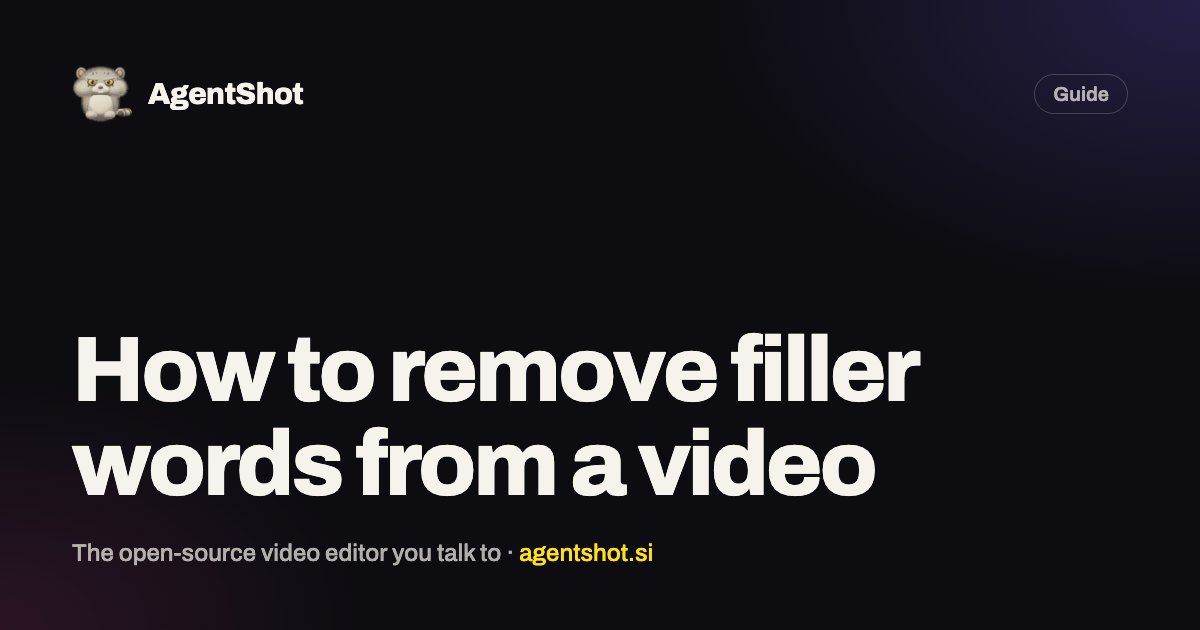 AgentShot
Guide
How to remove filler
words from a video
The open-source video editor you talk to · agentshot.si